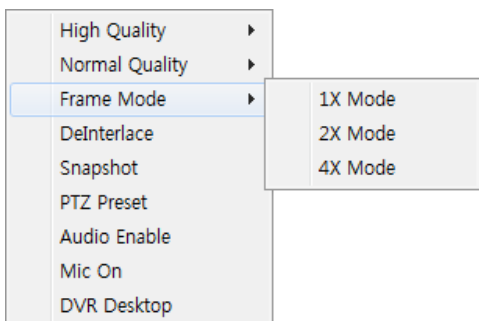 High Quality
Normal Quality
Frame Mode
DeInterlace
Snapshot
PTZ Preset
Audio Enable
Mic On
DVR Desktop
1X Mode
2X Mode
4X Mode